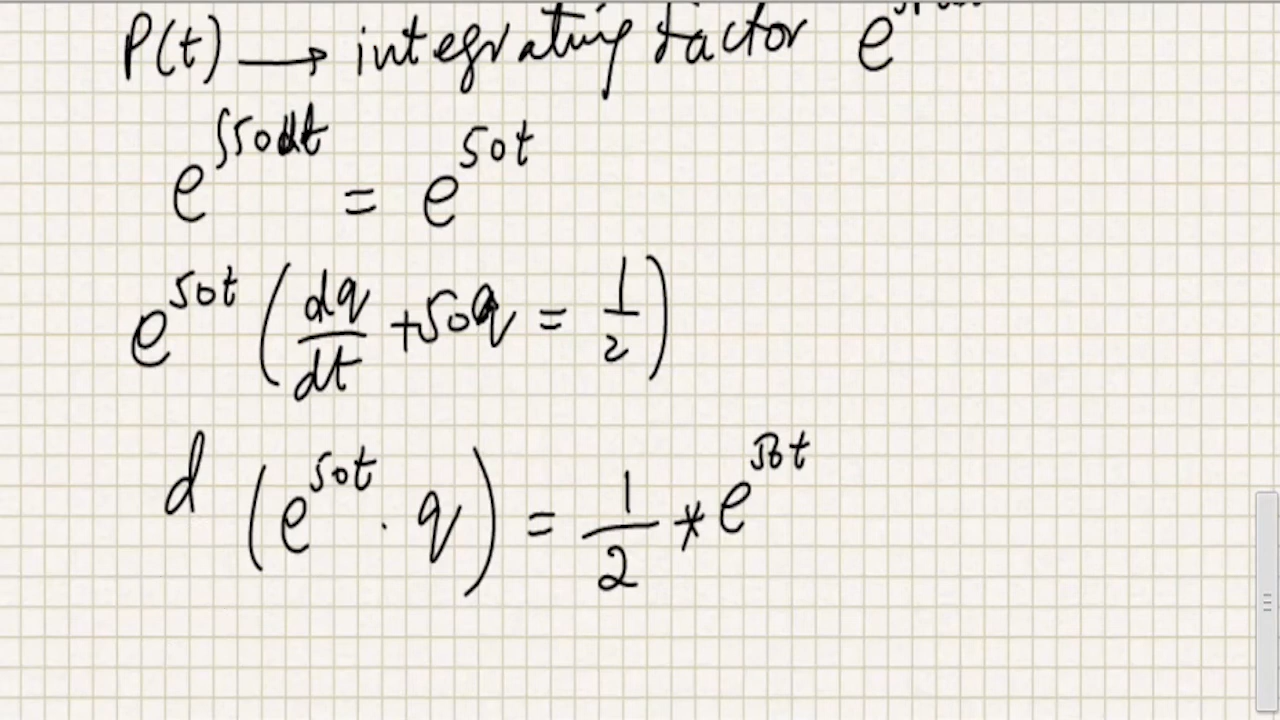 P(t) → integrating factor e
e^∫50dt = e^50t
e^50t (dq/dt + 50q = 1/2)
d (e^50t · q) = 1/2 * e^50t